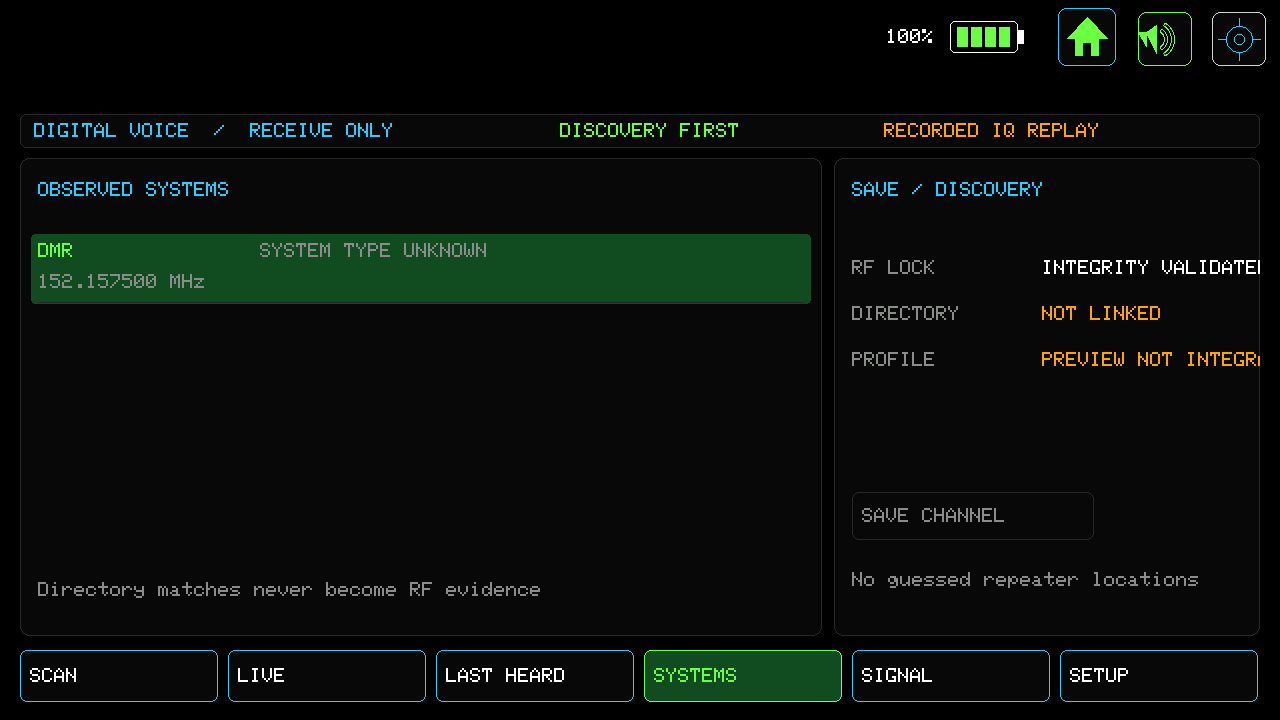 100%
DIGITAL VOICE / RECEIVE ONLY
DISCOVERY FIRST
RECORDED IQ REPLAY
OBSERVED SYSTEMS
DMR
SYSTEM TYPE UNKNOWN
152.157500 MHz
Directory matches never become RF evidence
SAVE / DISCOVERY
RF LOCK
INTEGRITY VALIDATE
DIRECTORY
NOT LINKED
PROFILE
PREVIEW NOT INTEGR
SAVE CHANNEL
No guessed repeater locations
SCAN
LIVE
LAST HEARD
SYSTEMS
SIGNAL
SETUP